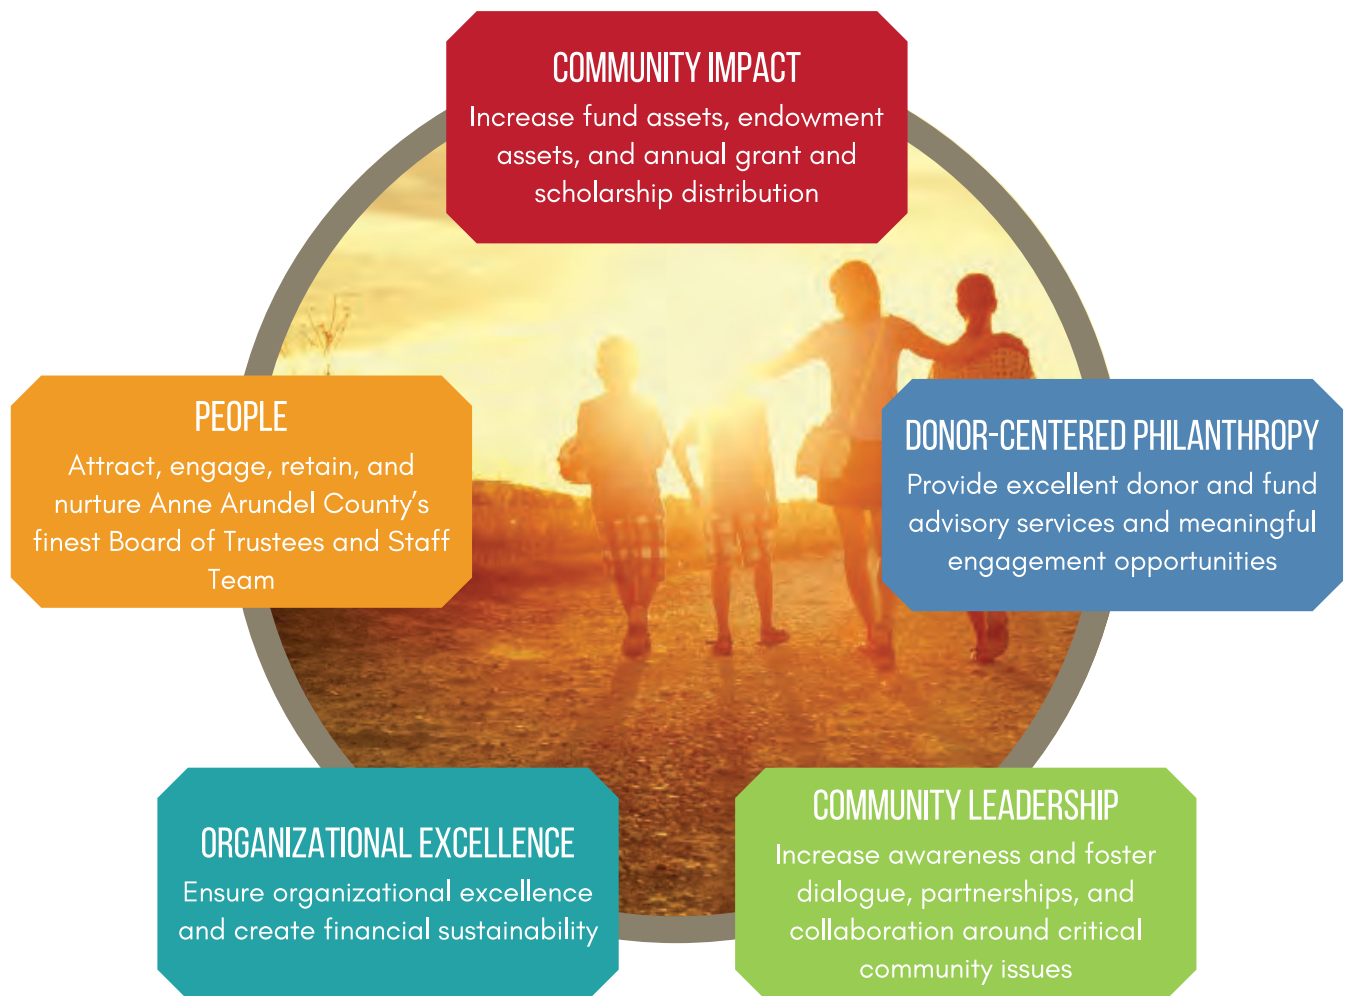 COMMUNITY IMPACT
Increase fund assets, endowment
assets, and annual grant and
scholarship distribution
PEOPLE
Attract, engage, retain, and
nurture Anne Arundel County's
finest Board of Trustees and Staff
Team
DONOR-CENTERED PHILANTHROPY
Provide excellent donor and fund
advisory services and meaningful
engagement opportunities
ORGANIZATIONAL EXCELLENCE
Ensure organizational excellence
and create financial sustainability
COMMUNITY LEADERSHIP
Increase awareness and foster
dialogue, partnerships, and
collaboration around critical
community issues